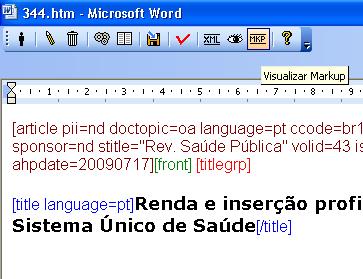 344.htm - Microsoft Word
XML
MKP
Visualizar Markup
[article pii=nd doctopic=oa language=pt ccode=br1
sponsor=nd stitle="Rev. Saúde Pública" volid=43 is
ahpdate=20090717][front] [titlegrp]
[title language=pt]Renda e inserção profi
Sistema Único de Saúde[/title]